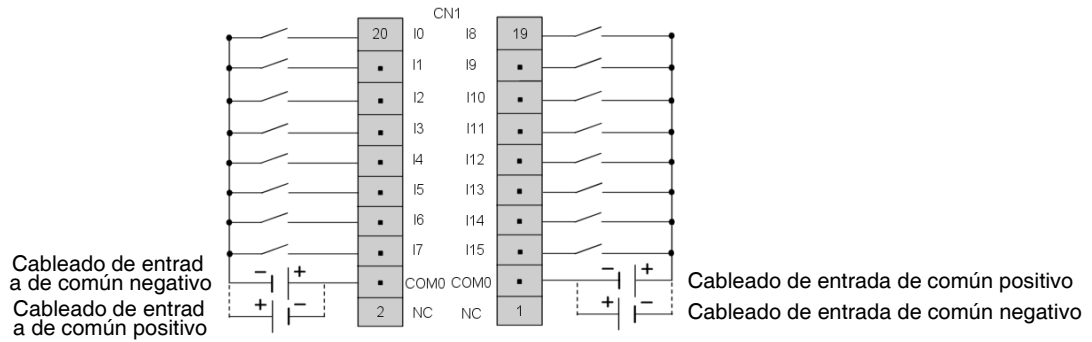 CN1
20 I0 I8 19
I1 I9
I2 I10
I3 I11
I4 I12
I5 I13
I6 I14
I7 I15
Cableado de entrad
a de común negativo
− +
COM0 COM0
− +
Cableado de entrada de común positivo
Cableado de entrad
a de común positivo
+ −
2 NC NC 1
+ −
Cableado de entrada de común negativo